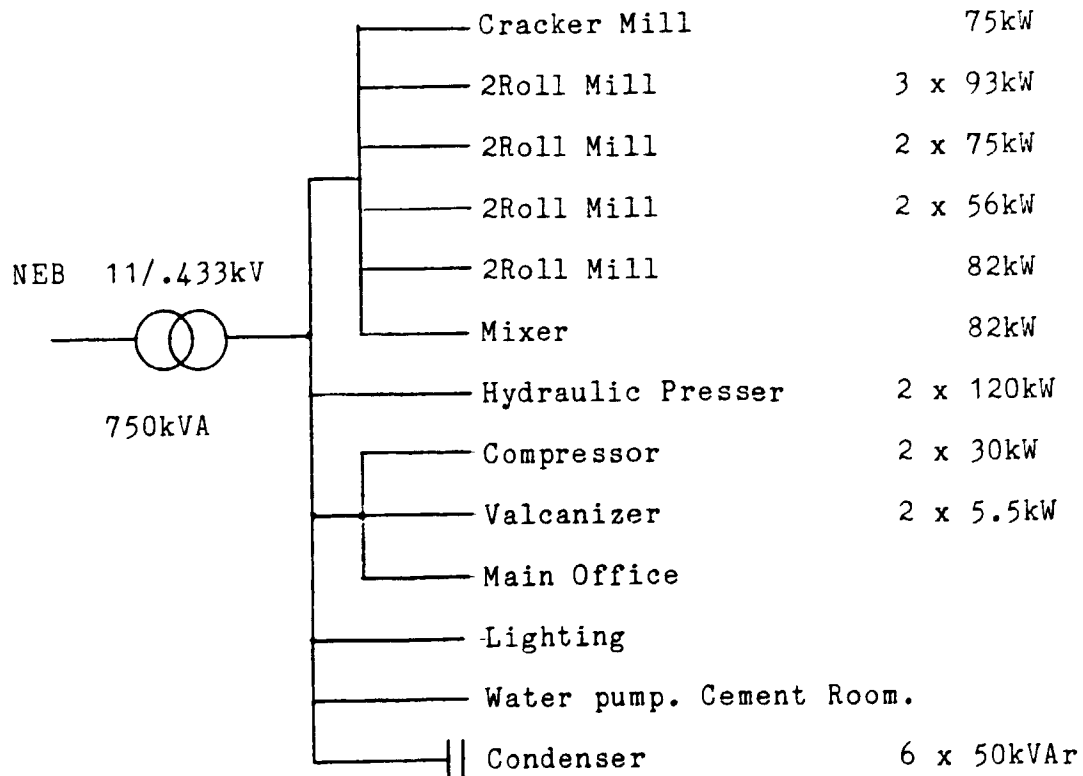 Cracker Mill 75kW
2Roll Mill 3 x 93kW
2Roll Mill 2 x 75kW
2Roll Mill 2 x 56kW
NEB 11/.433kV
2Roll Mill 82kW
Mixer 82kW
750kVA
Hydraulic Presser 2 x 120kW
Compressor 2 x 30kW
Valcanizer 2 x 5.5kW
Main Office
Lighting
Water pump. Cement Room.
Condenser 6 x 50kVAr